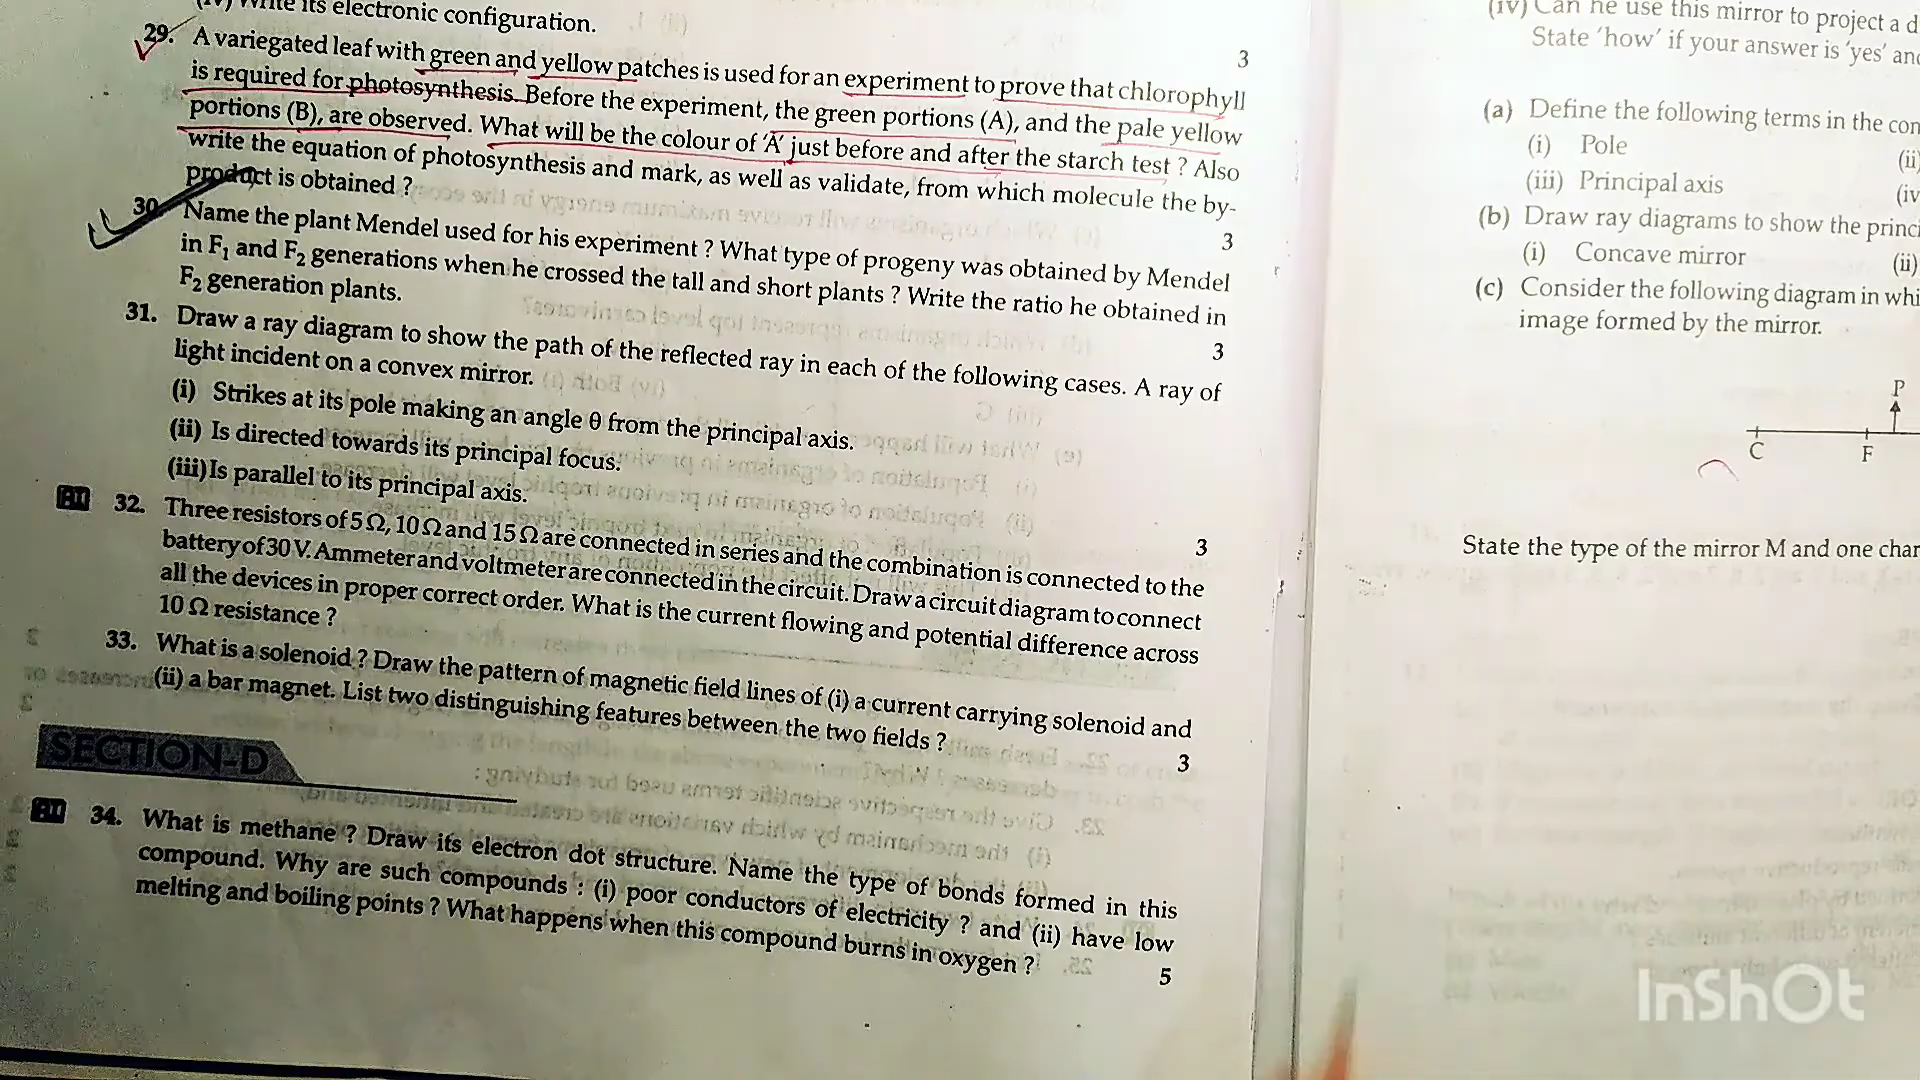 (iv) Write its electronic configuration.
3
29. A variegated leaf with green and yellow patches is used for an experiment to prove that chlorophyll
is required for photosynthesis. Before the experiment, the green portions (A), and the pale yellow
portions (B), are observed. What will be the colour of 'A' just before and after the starch test ? Also
write the equation of photosynthesis and mark, as well as validate, from which molecule the by-
product is obtained ?
3
30. Name the plant Mendel used for his experiment ? What type of progeny was obtained by Mendel
in F1 and F2 generations when he crossed the tall and short plants ? Write the ratio he obtained in
F2 generation plants.
3
31. Draw a ray diagram to show the path of the reflected ray in each of the following cases. A ray of
light incident on a convex mirror.
(i) Strikes at its pole making an angle θ from the principal axis.
(ii) Is directed towards its principal focus.
(iii) Is parallel to its principal axis.
3
AI 32. Three resistors of 5 Ω, 10 Ω and 15 Ω are connected in series and the combination is connected to the
battery of 30 V. Ammeter and voltmeter are connected in the circuit. Draw a circuit diagram to connect
all the devices in proper correct order. What is the current flowing and potential difference across
10 Ω resistance ?
33. What is a solenoid ? Draw the pattern of magnetic field lines of (i) a current carrying solenoid and
(ii) a bar magnet. List two distinguishing features between the two fields ?
3
SECTION-D
AI 34. What is methane ? Draw its electron dot structure. Name the type of bonds formed in this
compound. Why are such compounds : (i) poor conductors of electricity ? and (ii) have low
melting and boiling points ? What happens when this compound burns in oxygen ?
5
(iv) Can he use this mirror to project a
State 'how' if your answer is 'yes'
(a) Define the following terms in the
(i) Pole (ii)
(iii) Principal axis (iv
(b) Draw ray diagrams to show the
(i) Concave mirror (ii)
(c) Consider the following diagram in
image formed by the mirror.
P
C F
State the type of the mirror M and one
InShOt